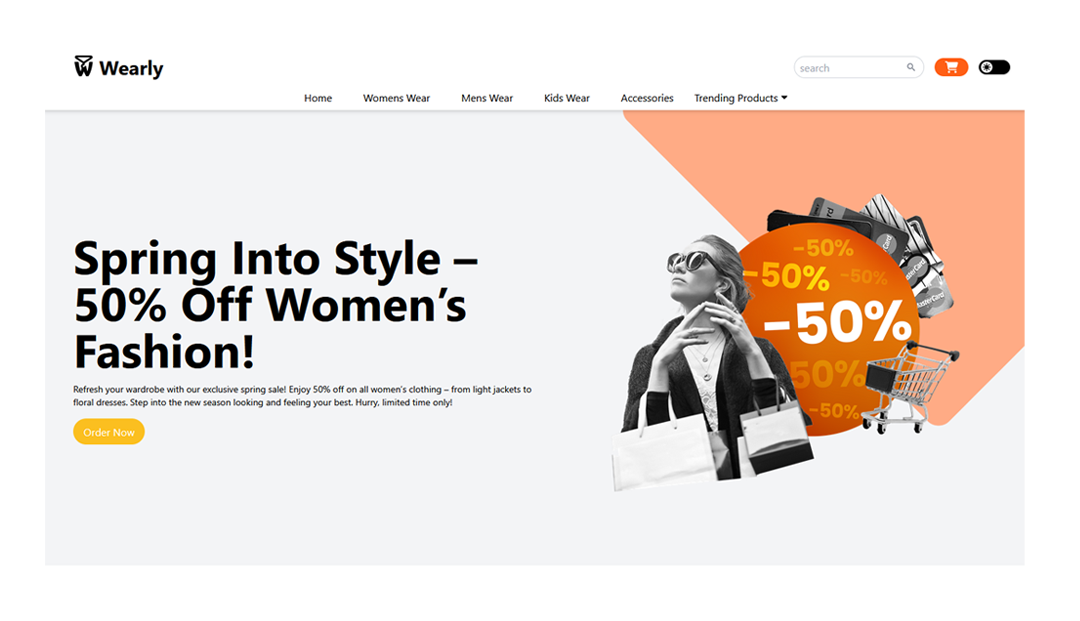 Wearly
search
Home Womens Wear Mens Wear Kids Wear Accessories Trending Products
Spring Into Style –
50% Off Women's
Fashion!
Refresh your wardrobe with our exclusive spring sale! Enjoy 50% off on all women's clothing – from light jackets to
floral dresses. Step into the new season looking and feeling your best. Hurry, limited time only!
Order Now
-50%
-50% -50%
-50%
-50%
-50%
MasterCard